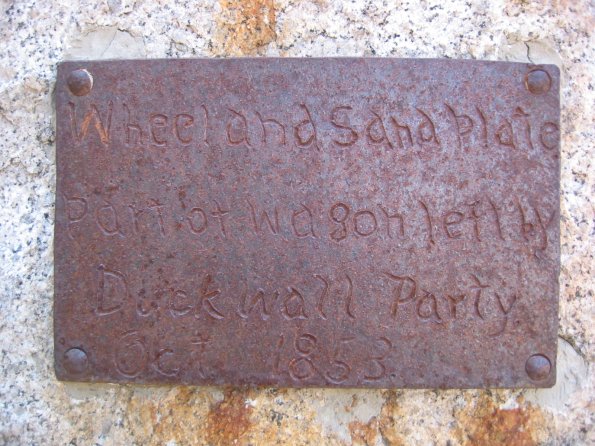 Wheel and Sand plate
Part of Wagon left by
Duckwall Party
Oct 1853.